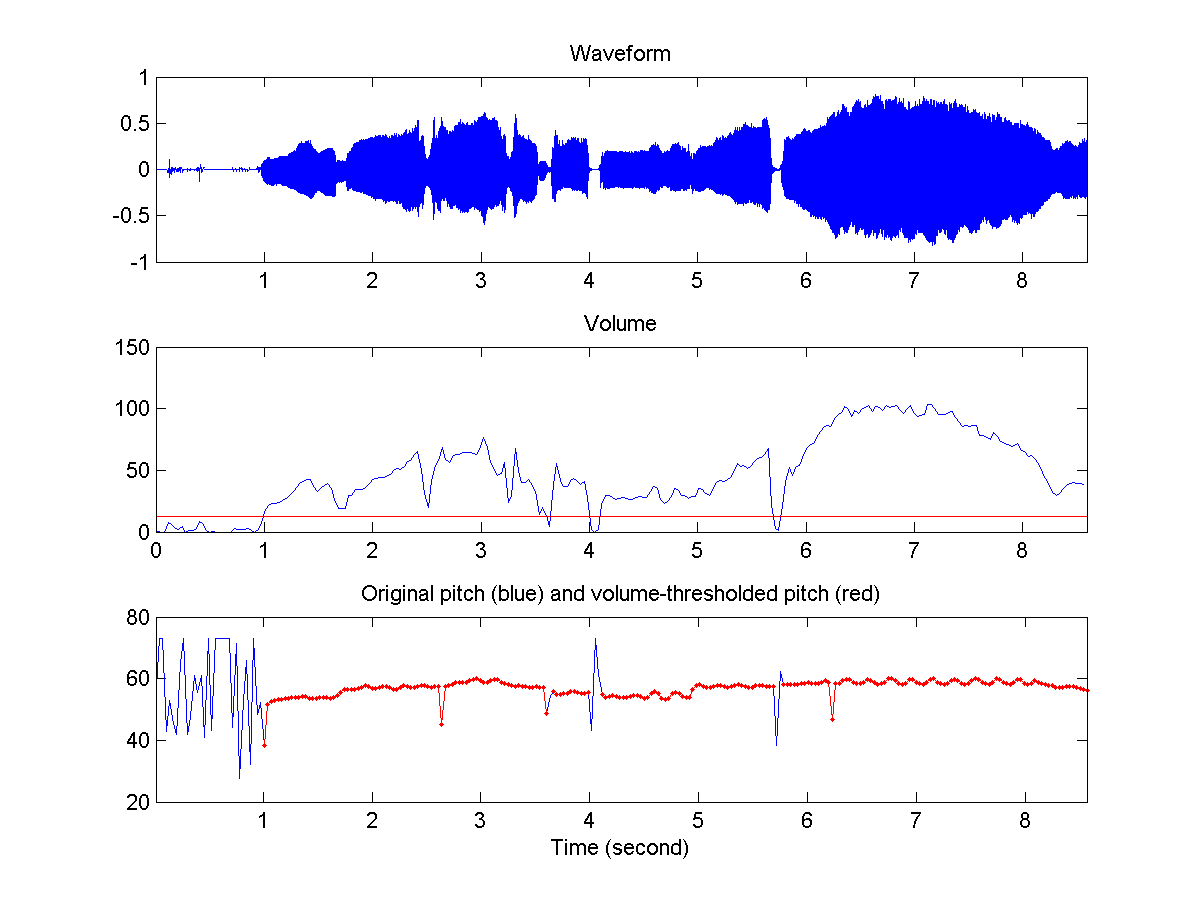 Waveform
1
0.5
0
-0.5
-1
1 2 3 4 5 6 7 8
Volume
150
100
50
0
0 1 2 3 4 5 6 7 8
Original pitch (blue) and volume-thresholded pitch (red)
80
60
40
20
1 2 3 4 5 6 7 8
Time (second)